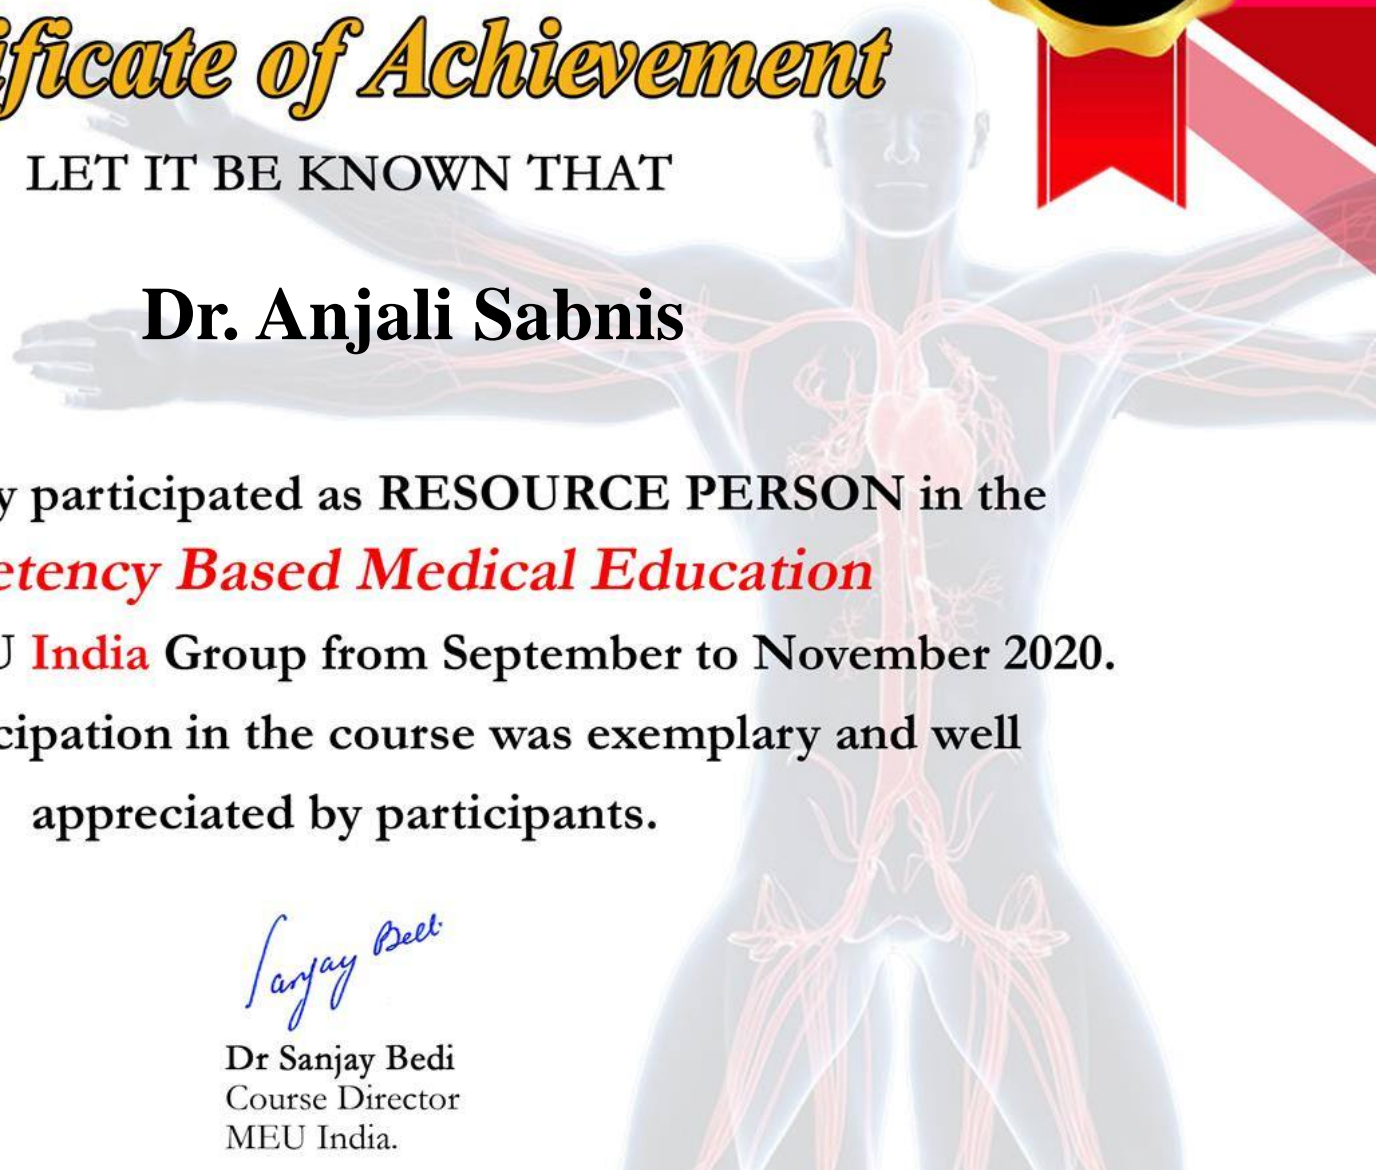 ificate of Achievement
LET IT BE KNOWN THAT
Dr. Anjali Sabnis
y participated as RESOURCE PERSON in the
etency Based Medical Education
U India Group from September to November 2020.
cipation in the course was exemplary and well
appreciated by participants.
Sanjay Bedi
Dr Sanjay Bedi
Course Director
MEU India.